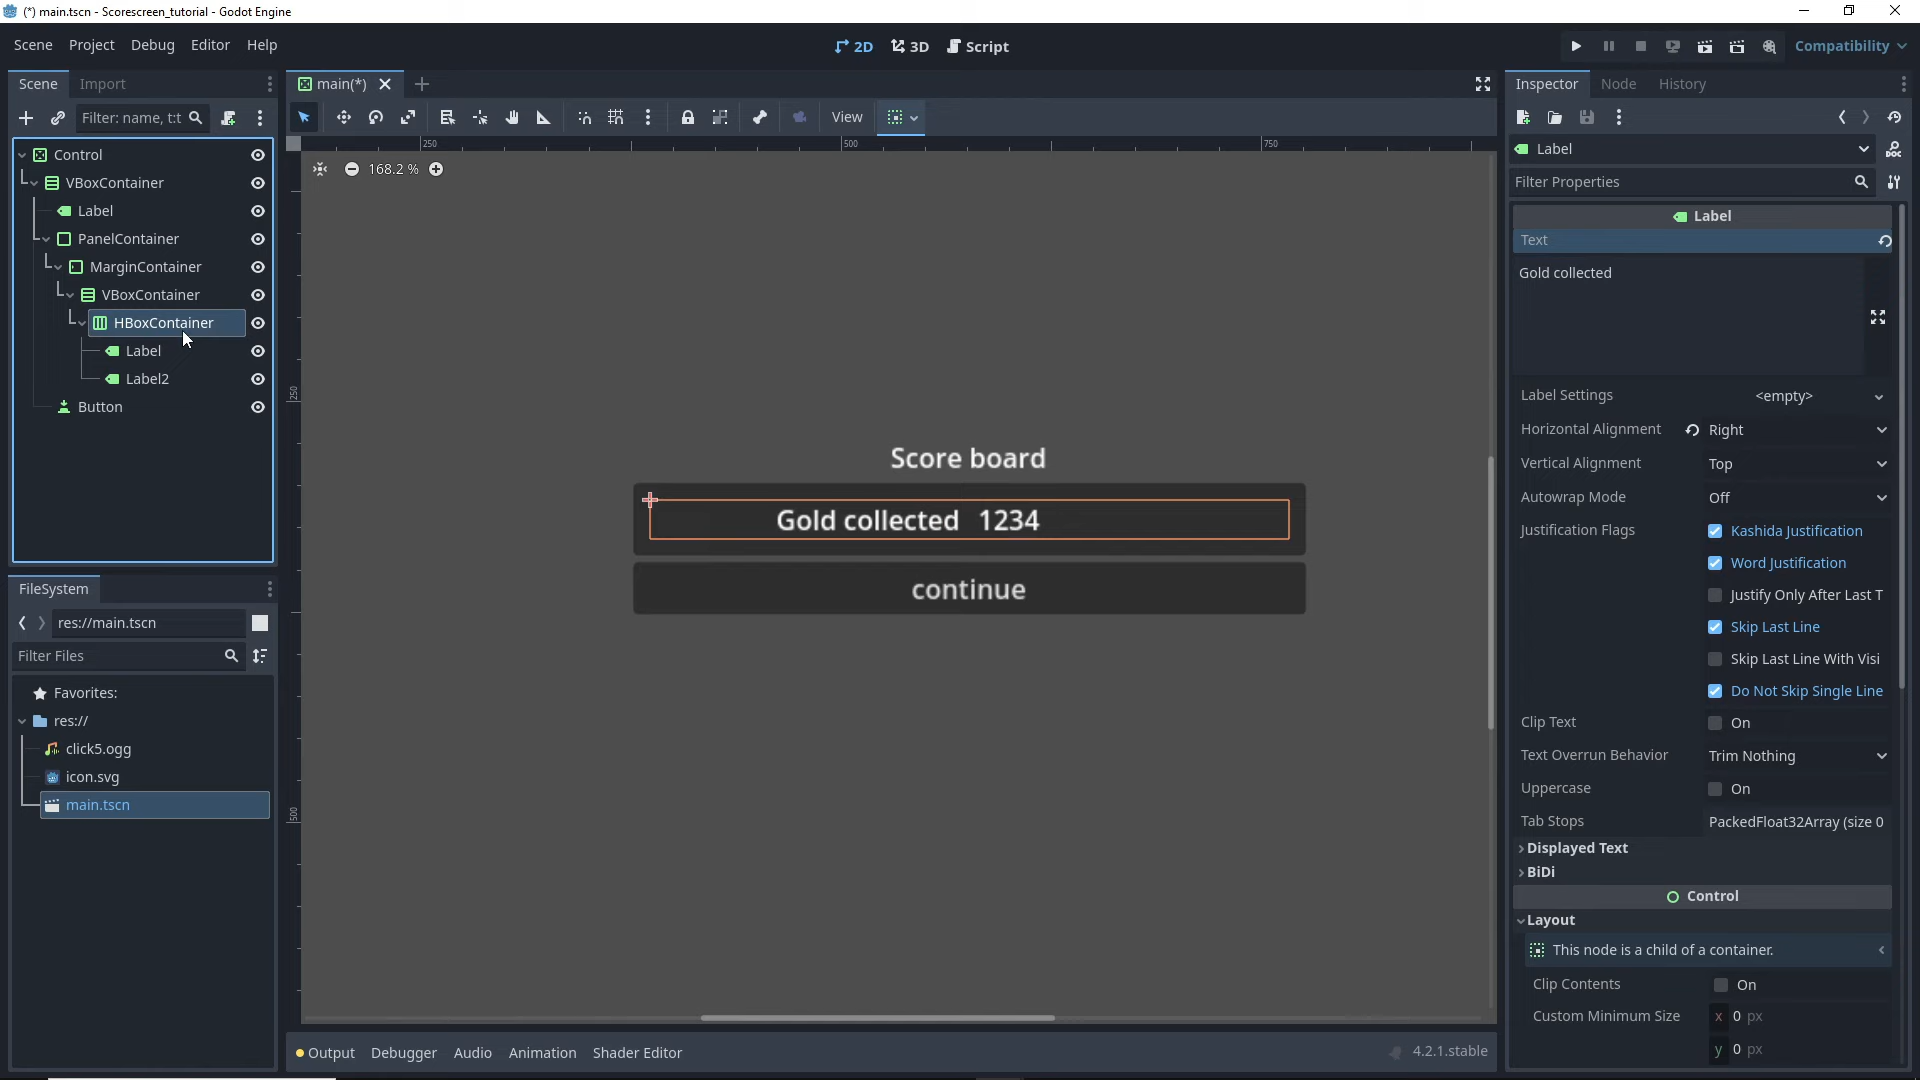 (*) main.tscn - Scorescreen_tutorial - Godot Engine
Scene Project Debug Editor Help
2D 3D Script
Compatibility
Scene Import
main(*)
Inspector Node History
Filter: name, t:t
View
Label
Filter Properties
250 500 750
168.2 %
Control
VBoxContainer
Label
PanelContainer
MarginContainer
VBoxContainer
HBoxContainer
Label
Label2
Button
250
500
Score board
Gold collected 1234
continue
Label
Text
Gold collected
Label Settings <empty>
Horizontal Alignment Right
Vertical Alignment Top
Autowrap Mode Off
Justification Flags Kashida Justification
Word Justification
Justify Only After Last T
Skip Last Line
Skip Last Line With Visi
Do Not Skip Single Line
Clip Text On
Text Overrun Behavior Trim Nothing
Uppercase On
Tab Stops PackedFloat32Array (size 0
Displayed Text
BiDi
Control
Layout
This node is a child of a container.
Clip Contents On
Custom Minimum Size x 0 px
y 0 px
FileSystem
res://main.tscn
Filter Files
Favorites:
res://
click5.ogg
icon.svg
main.tscn
Output Debugger Audio Animation Shader Editor
4.2.1.stable